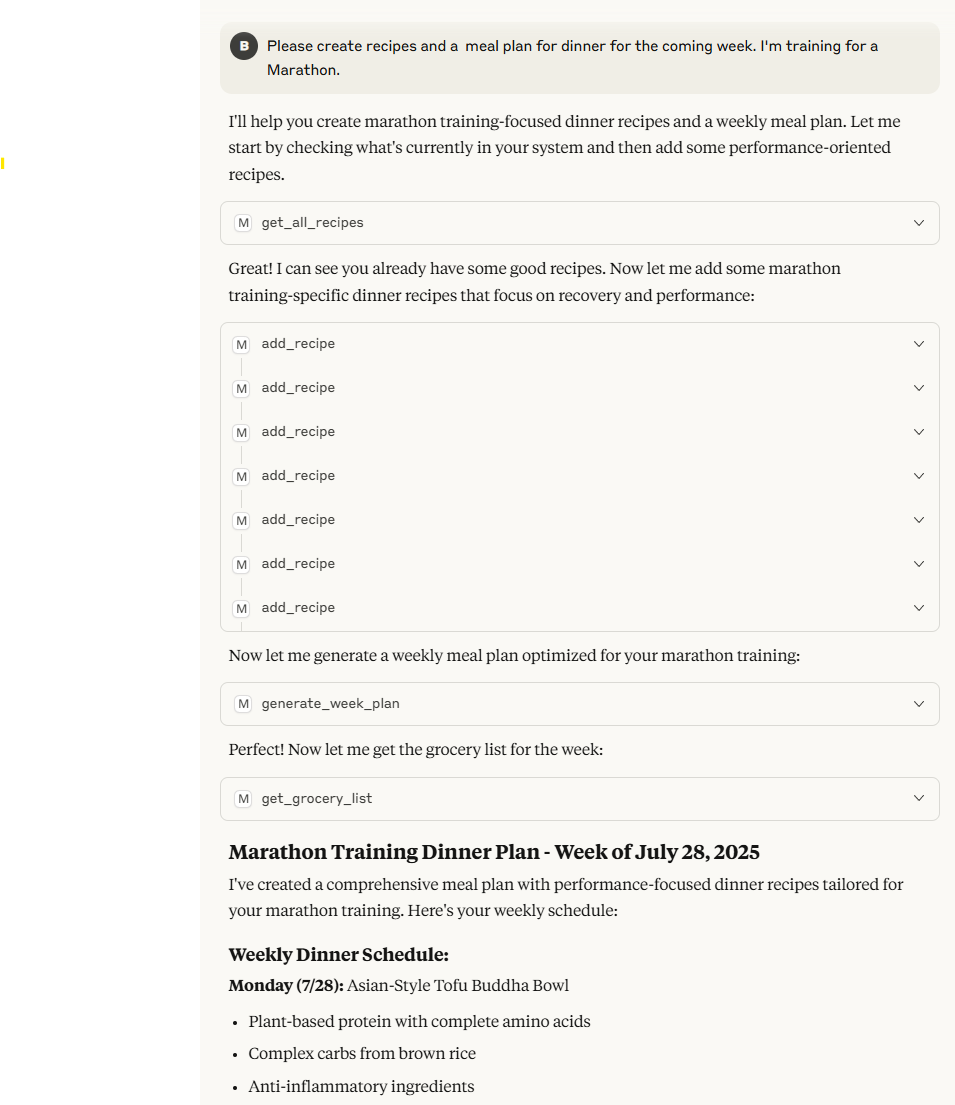 B
Please create recipes and a  meal plan for dinner for the coming week. I'm training for a
Marathon.
I'll help you create marathon training-focused dinner recipes and a weekly meal plan. Let me
start by checking what's currently in your system and then add some performance-oriented
recipes.
M get_all_recipes
Great! I can see you already have some good recipes. Now let me add some marathon
training-specific dinner recipes that focus on recovery and performance:
M add_recipe
M add_recipe
M add_recipe
M add_recipe
M add_recipe
M add_recipe
M add_recipe
Now let me generate a weekly meal plan optimized for your marathon training:
M generate_week_plan
Perfect! Now let me get the grocery list for the week:
M get_grocery_list
Marathon Training Dinner Plan - Week of July 28, 2025
I've created a comprehensive meal plan with performance-focused dinner recipes tailored for
your marathon training. Here's your weekly schedule:
Weekly Dinner Schedule:
Monday (7/28): Asian-Style Tofu Buddha Bowl
• Plant-based protein with complete amino acids
• Complex carbs from brown rice
• Anti-inflammatory ingredients